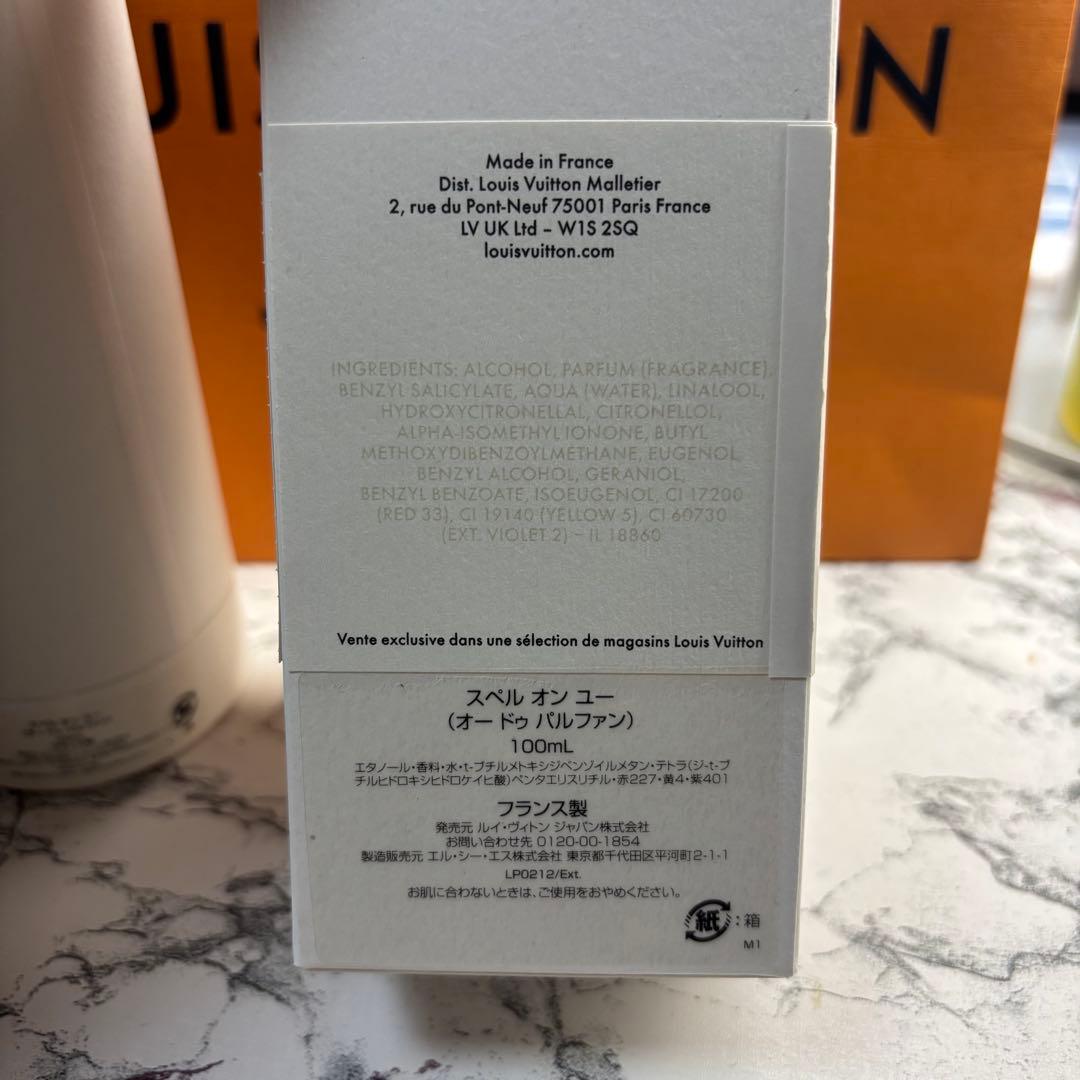 UIS
ON
Made in France
Dist. Louis Vuitton Malletier
2, rue du Pont-Neuf 75001 Paris France
LV UK Ltd – W1S 2SQ
louisvuitton.com
INGREDIENTS: ALCOHOL, PARFUM (FRAGRANCE),
BENZYL SALICYLATE, AQUA (WATER), LINALOOL,
HYDROXYCITRONELLAL, CITRONELLOL,
ALPHA-ISOMETHYL IONONE, BUTYL
METHOXYDIBENZOYLMETHANE, EUGENOL,
BENZYL ALCOHOL, GERANIOL,
BENZYL BENZOATE, ISOEUGENOL, CI 17200
(RED 33), CI 19140 (YELLOW 5), CI 60730
(EXT. VIOLET 2) – IL 18860
Vente exclusive dans une sélection de magasins Louis Vuitton
スペル オン ユー
(オー ドゥ パルファン)
100mL
エタノール・香料・水・t-ブチルメトキシジベンゾイルメタン・テトラ(ジ-t-ブ
チルヒドロキシヒドロケイヒ酸)ペンタエリスリチル・赤227・黄4・紫401
フランス製
発売元 ルイ・ヴィトン ジャパン株式会社
お問い合わせ先 0120-00-1854
製造販売元 エル・シー・エス株式会社 東京都千代田区平河町2-1-1
LP0212/Ext.
お肌に合わないときは、ご使用をおやめください。
紙:箱
M1